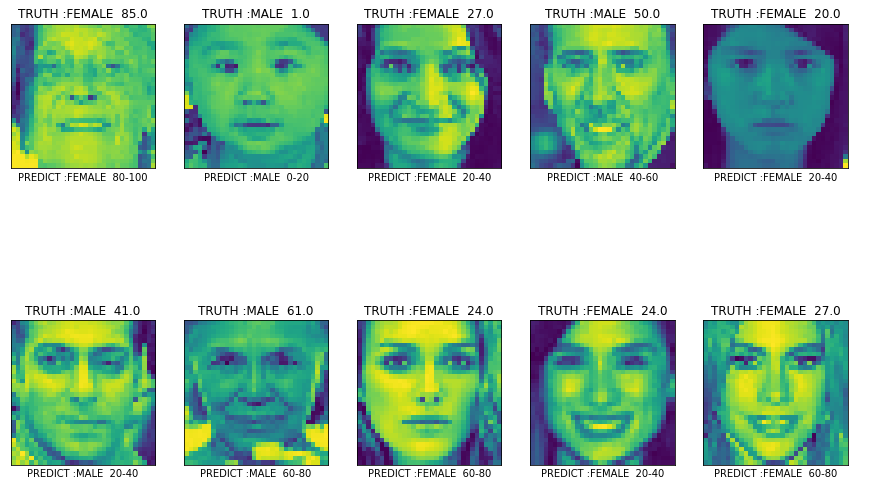 TRUTH :FEMALE  85.0
TRUTH :MALE  1.0
TRUTH :FEMALE  27.0
TRUTH :MALE  50.0
TRUTH :FEMALE  20.0
PREDICT :FEMALE  80-100
PREDICT :MALE  0-20
PREDICT :FEMALE  20-40
PREDICT :MALE  40-60
PREDICT :FEMALE  20-40
TRUTH :MALE  41.0
TRUTH :MALE  61.0
TRUTH :FEMALE  24.0
TRUTH :FEMALE  24.0
TRUTH :FEMALE  27.0
PREDICT :MALE  20-40
PREDICT :MALE  60-80
PREDICT :FEMALE  60-80
PREDICT :FEMALE  20-40
PREDICT :FEMALE  60-80